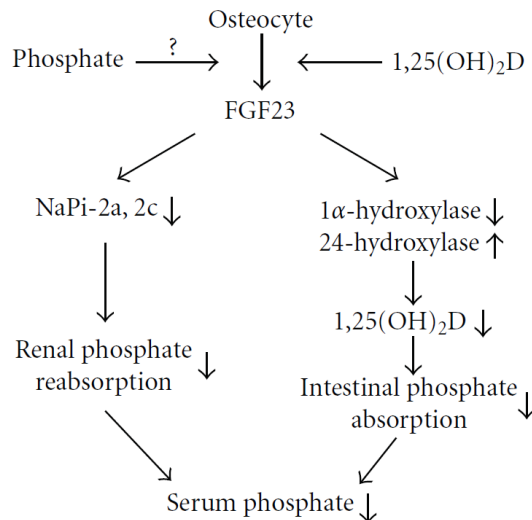 Osteocyte
?
Phosphate
1,25(OH)₂D
FGF23
NaPi-2a, 2c ↓
1α-hydroxylase ↓
24-hydroxylase ↑
1,25(OH)₂D ↓
Renal phosphate
reabsorption ↓
Intestinal phosphate
absorption ↓
Serum phosphate ↓